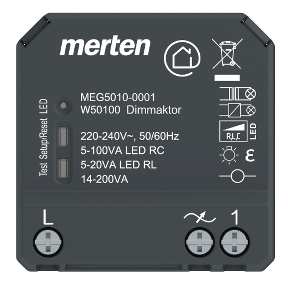 merten
MEG5010-0001
W50100 Dimmaktor
220-240V~, 50/60Hz
5-100VA LED RC
5-20VA LED RL
14-200VA
Test Setup/Reset LED
R,L,C
LED
ε
L
1